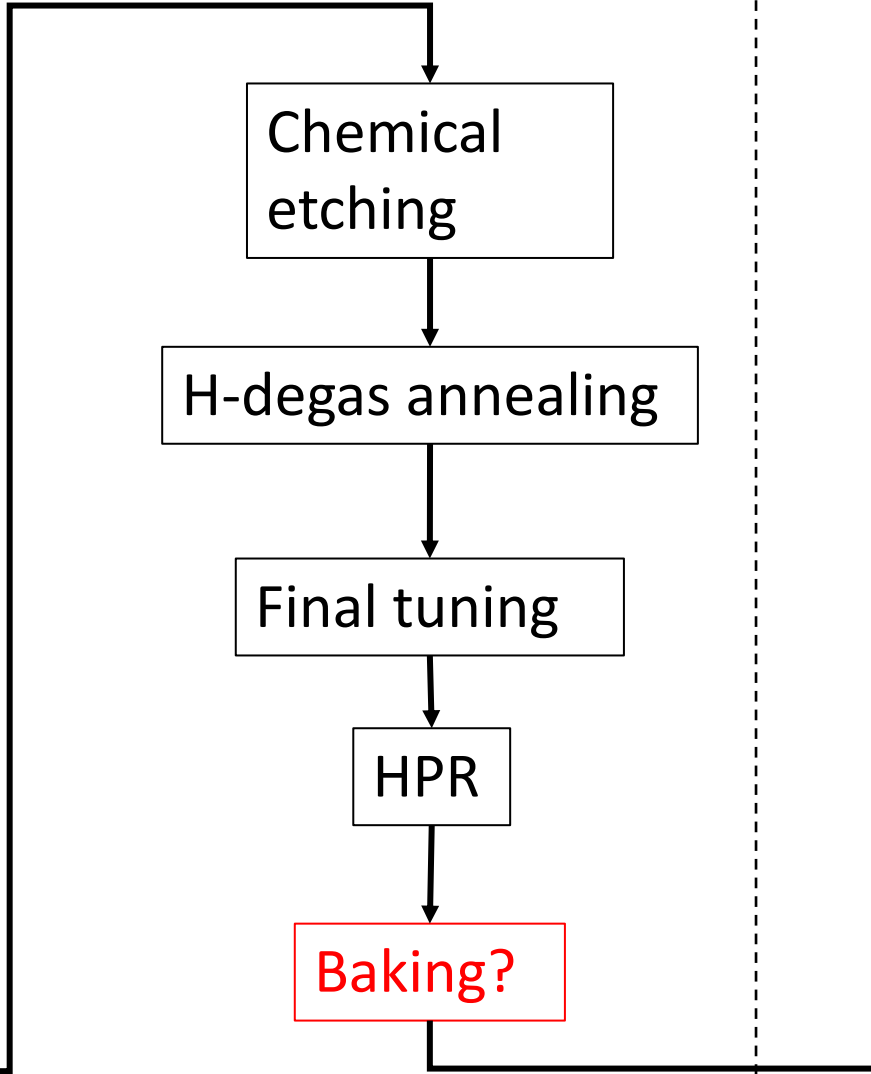 Chemical
etching
H-degas annealing
Final tuning
HPR
Baking?